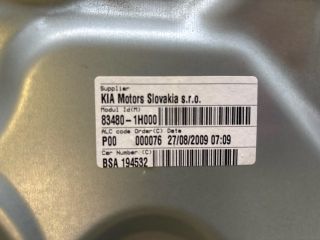 Supplier
KIA Motors Slovakia s.r.o.
Modul Id(M)
83480-1H000
ALC code Order(C) Date
P00 000076 27/08/2009 07:09
Car Number (C)
BSA 194532